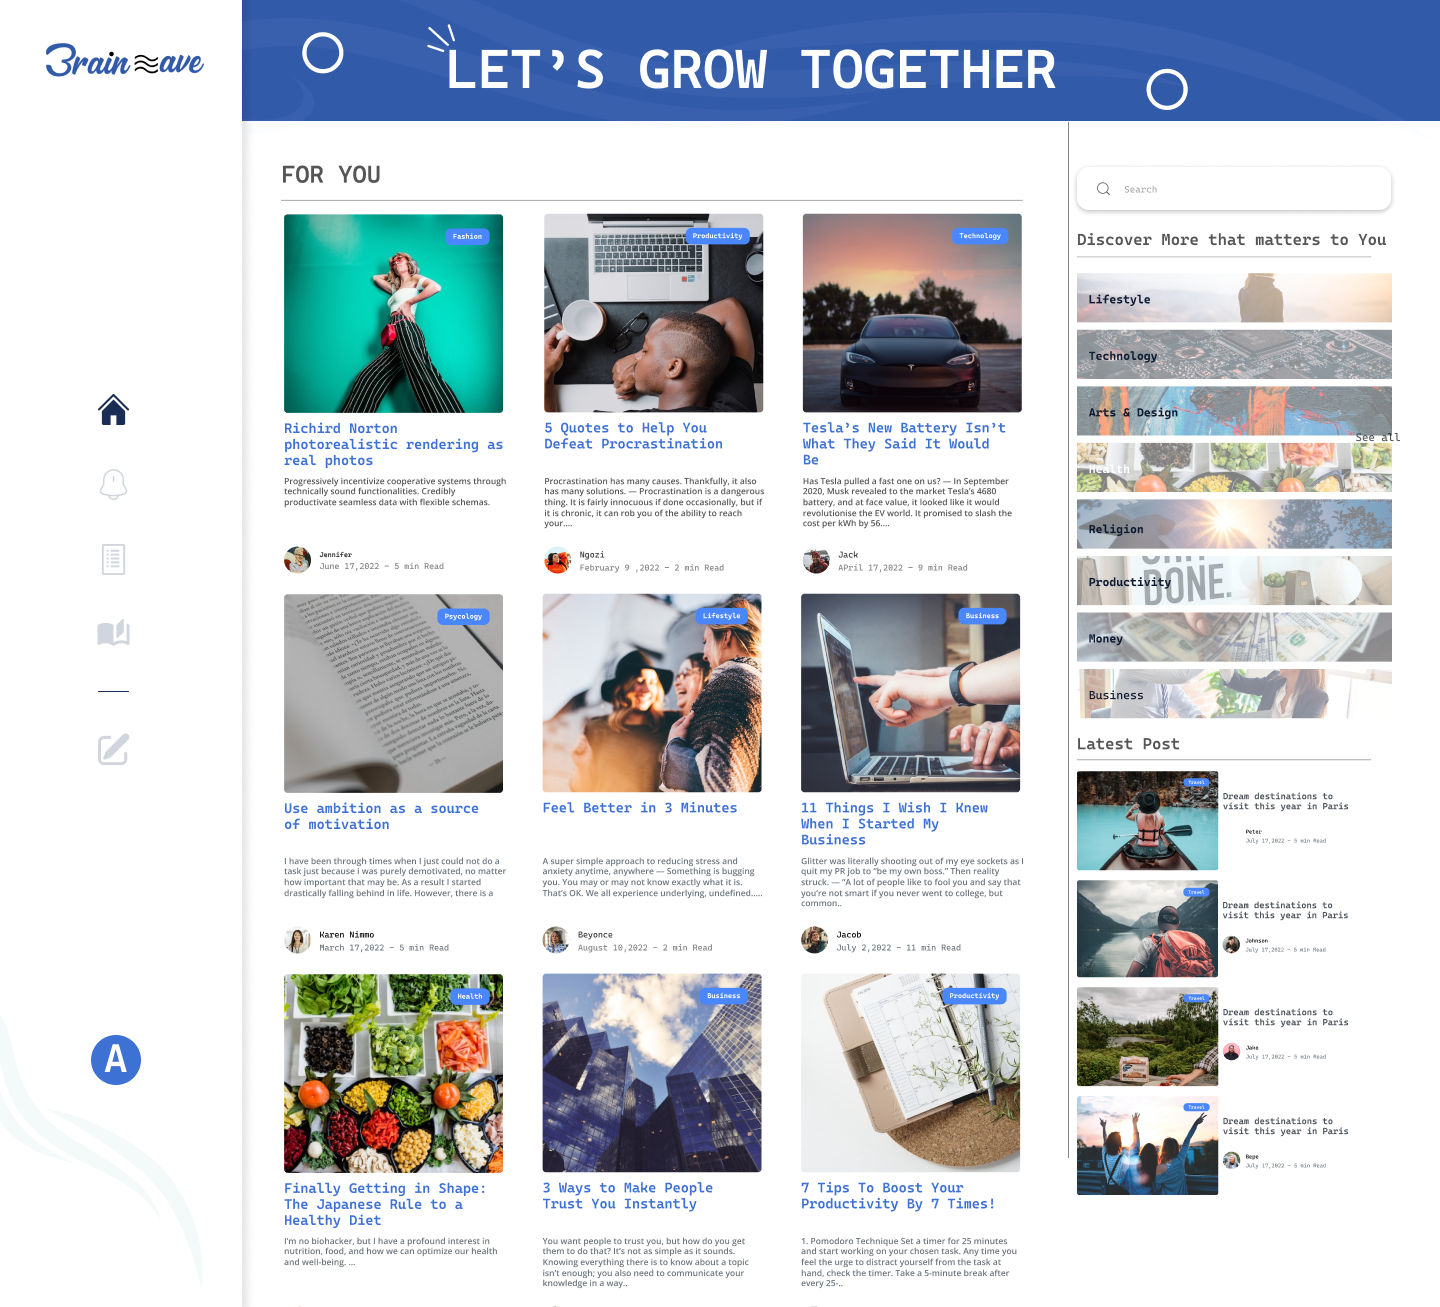 Brainwave
LET'S GROW TOGETHER
FOR YOU
Fashion
Richird Norton
photorealistic rendering as
real photos
Progressively incentivize cooperative systems through
technically sound functionalities. Credibly
productivate seamless data with flexible schemas.
Jennifer
June 17,2022 – 5 min Read
Productivity
5 Quotes to Help You
Defeat Procrastination
Procrastination has many causes. Thankfully, it also
has many solutions. — Procrastination is a dangerous
thing. It is fairly innocuous if done occasionally, but if
it is chronic, it can rob you of the ability to reach
your....
Ngozi
February 9 ,2022 – 2 min Read
Technology
Tesla’s New Battery Isn’t
What They Said It Would
Be
Has Tesla pulled a fast one on us? — In September
2020, Musk revealed to the market Tesla’s 4680
battery, and at face value, it looked like it would
revolutionise the EV world. It promised to slash the
cost per kWh by 56....
Jack
APril 17,2022 – 9 min Read
Psycology
Use ambition as a source
of motivation
I have been through times when I just could not do a
task just because i was purely demotivated, no matter
how important that may be. As a result I started
drastically falling behind in life. However, there is a
Karen Nimmo
March 17,2022 – 5 min Read
Lifestyle
Feel Better in 3 Minutes
A super simple approach to reducing stress and
anxiety anytime, anywhere — Something is bugging
you. You may or may not know exactly what it is.
That’s OK. We all experience underlying, undefined.....
Beyonce
August 10,2022 – 2 min Read
Business
11 Things I Wish I Knew
When I Started My
Business
Glitter was literally shooting out of my eye sockets as I
quit my PR job to “be my own boss.” Then reality
struck. — “A lot of people like to fool you and say that
you’re not smart if you never went to college, but
common..
Jacob
July 2,2022 – 11 min Read
Health
Finally Getting in Shape:
The Japanese Rule to a
Healthy Diet
I’m no biohacker, but I have a profound interest in
nutrition, food, and how we can optimize our health
and well-being. ...
Business
3 Ways to Make People
Trust You Instantly
You want people to trust you, but how do you get
them to do that? It’s not as simple as it sounds.
Knowing everything there is to know about a topic
isn’t enough; you also need to communicate your
knowledge in a way..
Productivity
7 Tips To Boost Your
Productivity By 7 Times!
1. Pomodoro Technique Set a timer for 25 minutes
and start working on your chosen task. Any time you
feel the urge to distract yourself from the task at
hand, check the timer. Take a 5-minute break after
every 25-..
A
Search
Discover More that matters to You
Lifestyle
Technology
Arts & Design
See all
Health
Religion
DONE.
Productivity
Money
Business
Latest Post
Travel
Dream destinations to
visit this year in Paris
Peter
July 17,2022 – 5 min Read
Travel
Dream destinations to
visit this year in Paris
Johnson
July 17,2022 – 5 min Read
Travel
Dream destinations to
visit this year in Paris
Jake
July 17,2022 – 5 min Read
Travel
Dream destinations to
visit this year in Paris
Bepe
July 17,2022 – 5 min Read